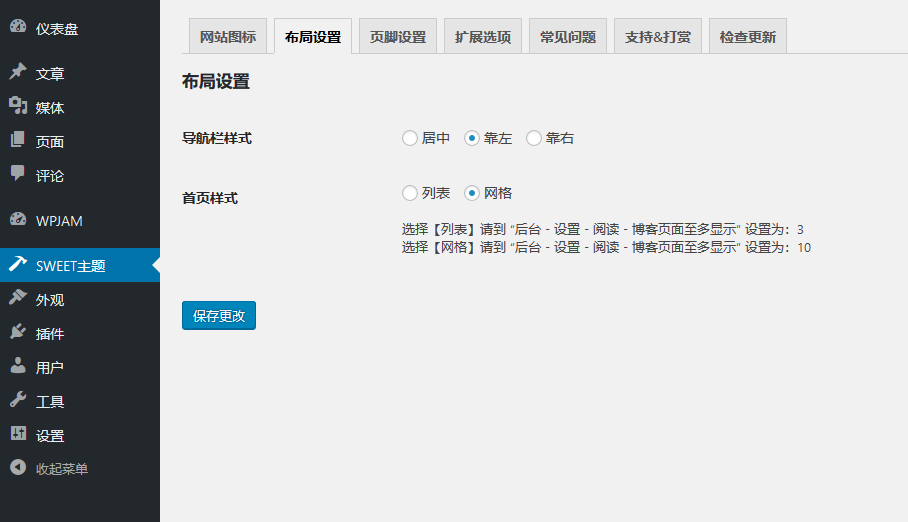 仪表盘
文章
媒体
页面
评论
WPJAM
SWEET主题
外观
插件
用户
工具
设置
收起菜单
网站图标 布局设置 页脚设置 扩展选项 常见问题 支持&打赏 检查更新
布局设置
导航栏样式 居中 靠左 靠右
首页样式 列表 网格
选择【列表】请到 “后台 - 设置 - 阅读 - 博客页面至多显示” 设置为：3
选择【网格】请到 “后台 - 设置 - 阅读 - 博客页面至多显示” 设置为：10
保存更改